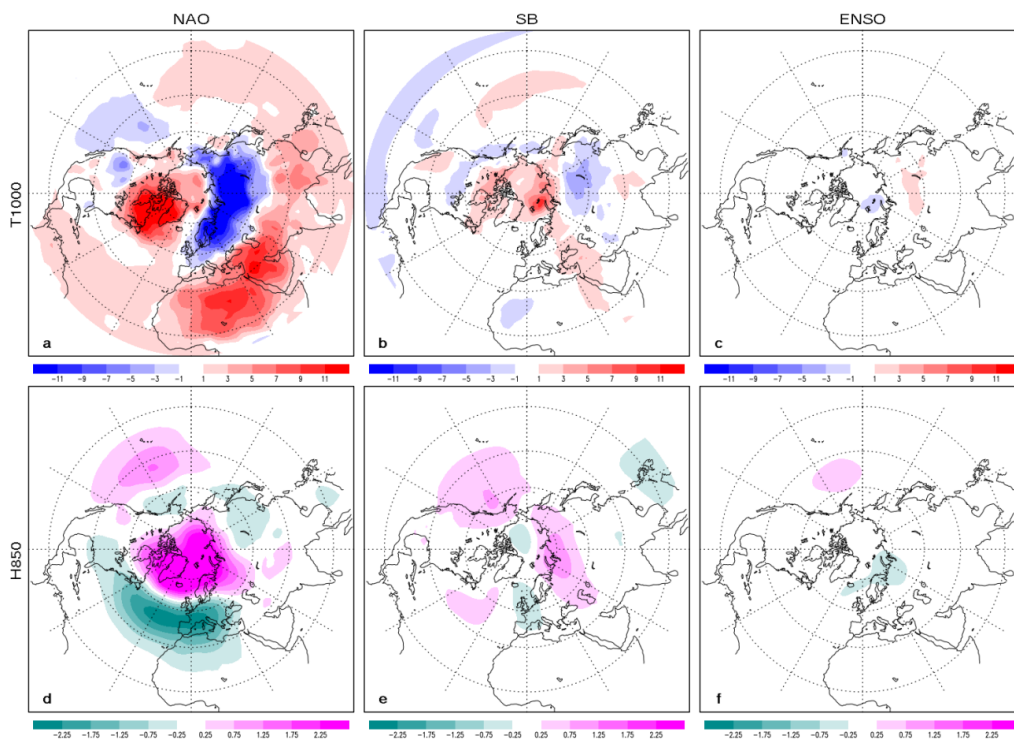 NAO SB ENSO
T1000
a b c
-11 -9 -7 -5 -3 -1 1 3 5 7 9 11 -11 -9 -7 -5 -3 -1 1 3 5 7 9 11 -11 -9 -7 -5 -3 -1 1 3 5 7 9 11
H850
d e f
-2.25 -1.75 -1.25 -0.75 -0.25 0.25 0.75 1.25 1.75 2.25 -2.25 -1.75 -1.25 -0.75 -0.25 0.25 0.75 1.25 1.75 2.25 -2.25 -1.75 -1.25 -0.75 -0.25 0.25 0.75 1.25 1.75 2.25